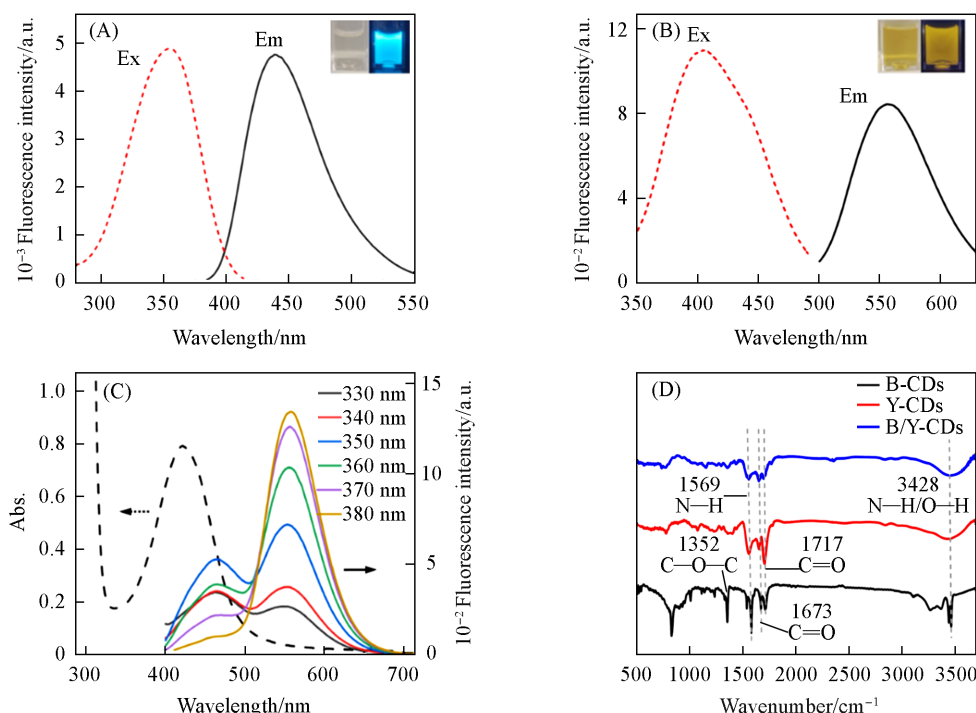 (A)
Ex
Em
10⁻³ Fluorescence intensity/a.u.
5
4
3
2
1
0
300
350
400
450
500
550
Wavelength/nm
(B)
Ex
Em
10⁻² Fluorescence intensity/a.u.
12
8
4
0
350
400
450
500
550
600
Wavelength/nm
(C)
330 nm
340 nm
350 nm
360 nm
370 nm
380 nm
Abs.
1.0
0.8
0.6
0.4
0.2
0
15
10
5
0
10⁻² Fluorescence intensity/a.u.
300
400
500
600
700
Wavelength/nm
(D)
B-CDs
Y-CDs
B/Y-CDs
1569
N—H
3428
N—H/O—H
1352
C—O—C
1717
C=O
1673
C=O
500
1500
2500
3500
Wavenumber/cm⁻¹